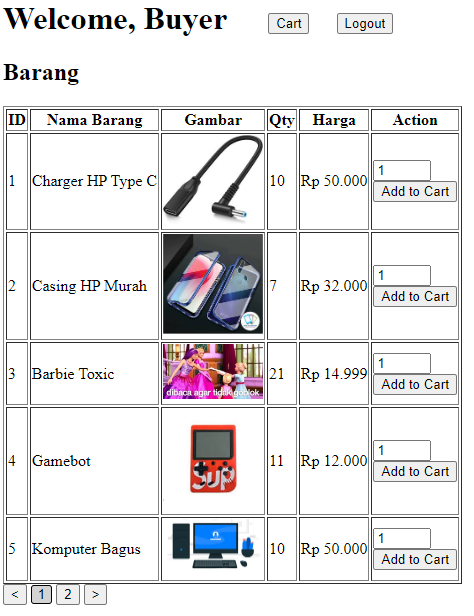 Welcome, Buyer Cart Logout
Barang
ID Nama Barang Gambar Qty Harga Action
1 Charger HP Type C 10 Rp 50.000 1 Add to Cart
2 Casing HP Murah 7 Rp 32.000 1 Add to Cart
3 Barbie Toxic dibaca agar tidak goblok 21 Rp 14.999 1 Add to Cart
4 Gamebot SUP 11 Rp 12.000 1 Add to Cart
5 Komputer Bagus 10 Rp 50.000 1 Add to Cart
< 1 2 >